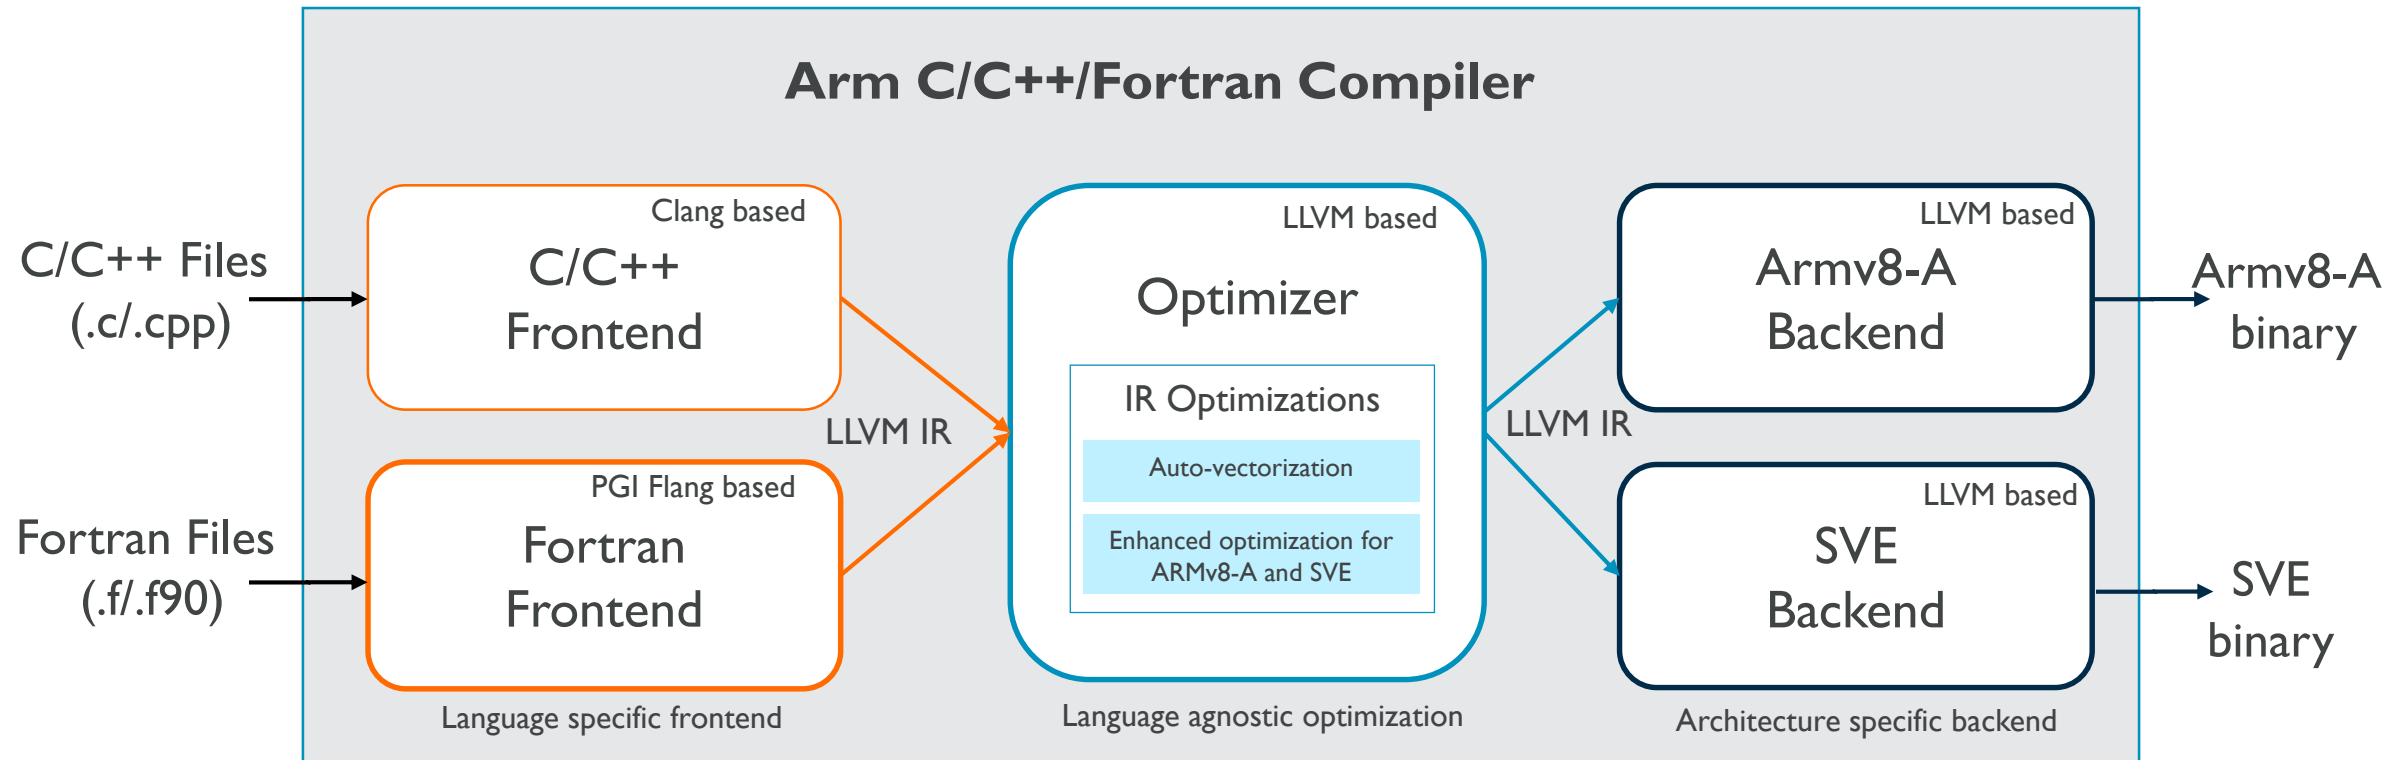 Arm C/C++/Fortran Compiler
C/C++ Files
(.c/.cpp)
Clang based
C/C++
Frontend
Fortran Files
(.f/.f90)
PGI Flang based
Fortran
Frontend
Language specific frontend
LLVM IR
LLVM based
Optimizer
IR Optimizations
Auto-vectorization
Enhanced optimization for
ARMv8-A and SVE
Language agnostic optimization
LLVM IR
LLVM based
Armv8-A
Backend
LLVM based
SVE
Backend
Architecture specific backend
Armv8-A
binary
SVE
binary